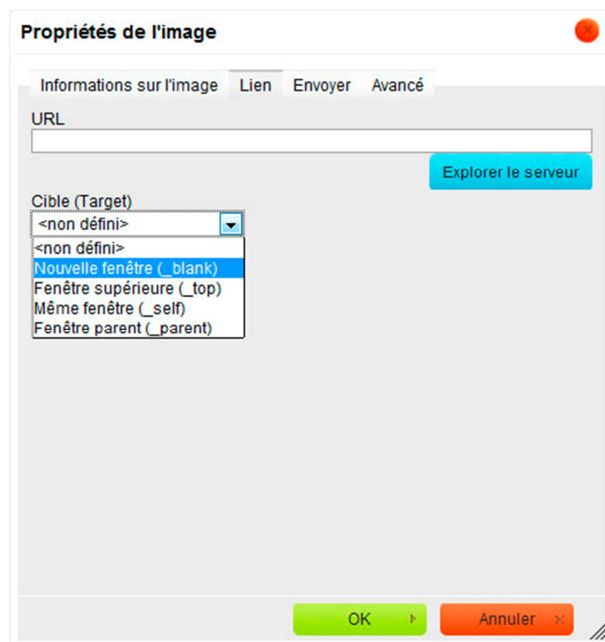 Propriétés de l'image
Informations sur l'image Lien Envoyer Avancé
URL
Explorer le serveur
Cible (Target)
<non défini>
<non défini>
Nouvelle fenêtre (_blank)
Fenêtre supérieure (_top)
Même fenêtre (_self)
Fenêtre parent (_parent)
OK Annuler